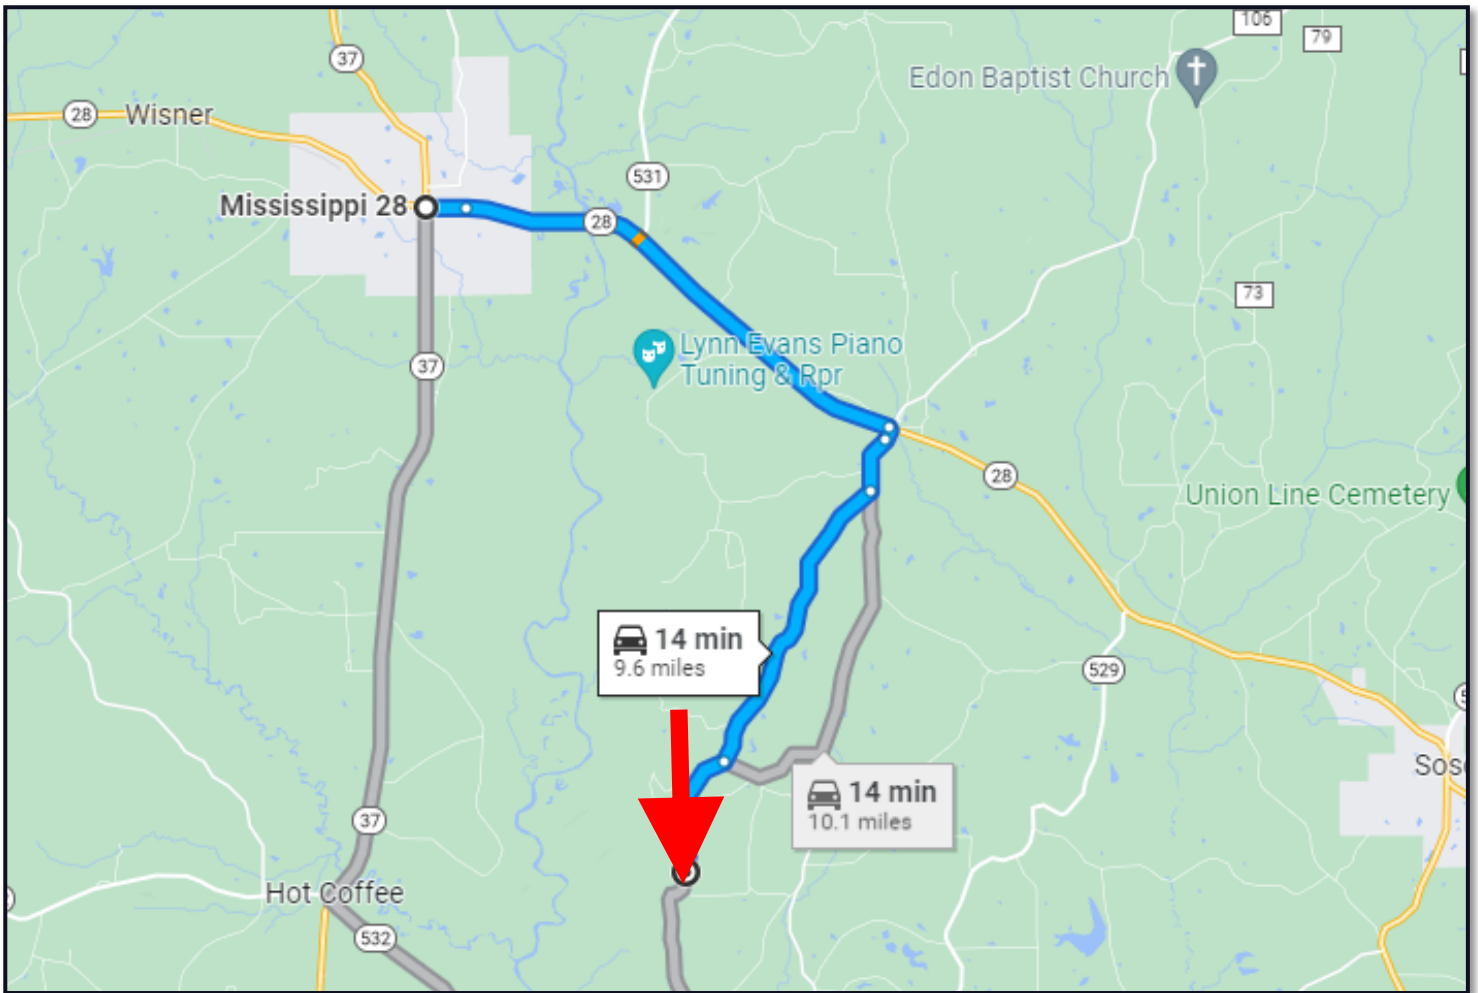 106
79
37
Edon Baptist Church
28
Wisner
531
Mississippi 28
28
73
Lynn Evans Piano
Tuning & Rpr
37
28
Union Line Cemetery
14 min
9.6 miles
529
Sos
14 min
10.1 miles
37
Hot Coffee
532